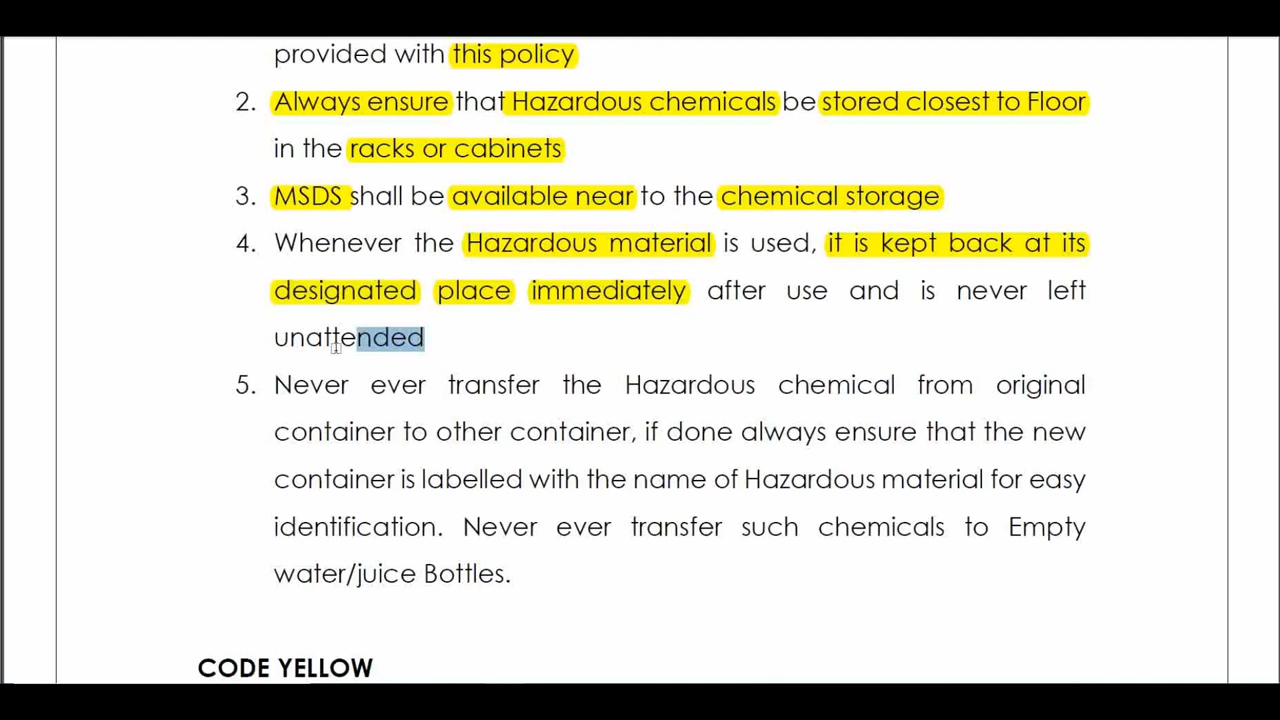 provided with this policy
2. Always ensure that Hazardous chemicals be stored closest to Floor
in the racks or cabinets
3. MSDS shall be available near to the chemical storage
4. Whenever the Hazardous material is used, it is kept back at its
designated place immediately after use and is never left
unattended
5. Never ever transfer the Hazardous chemical from original
container to other container, if done always ensure that the new
container is labelled with the name of Hazardous material for easy
identification. Never ever transfer such chemicals to Empty
water/juice Bottles.
CODE YELLOW